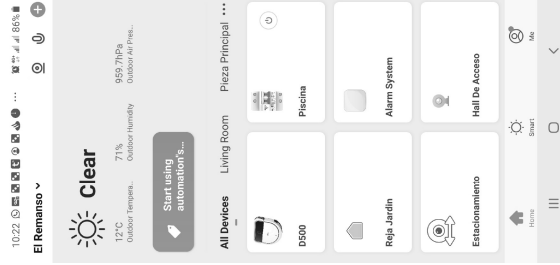 10:22
86%
El Remanso
Clear
12°C
71%
959.7hPa
Outdoor Tempera..
Outdoor Humidity
Outdoor Air Pres..
Start using
automation's...
All Devices
Living Room
Pieza Principal
D500
Piscina
Reja Jardin
Alarm System
Estacionamiento
Hall De Acceso
Home
Smart
Me